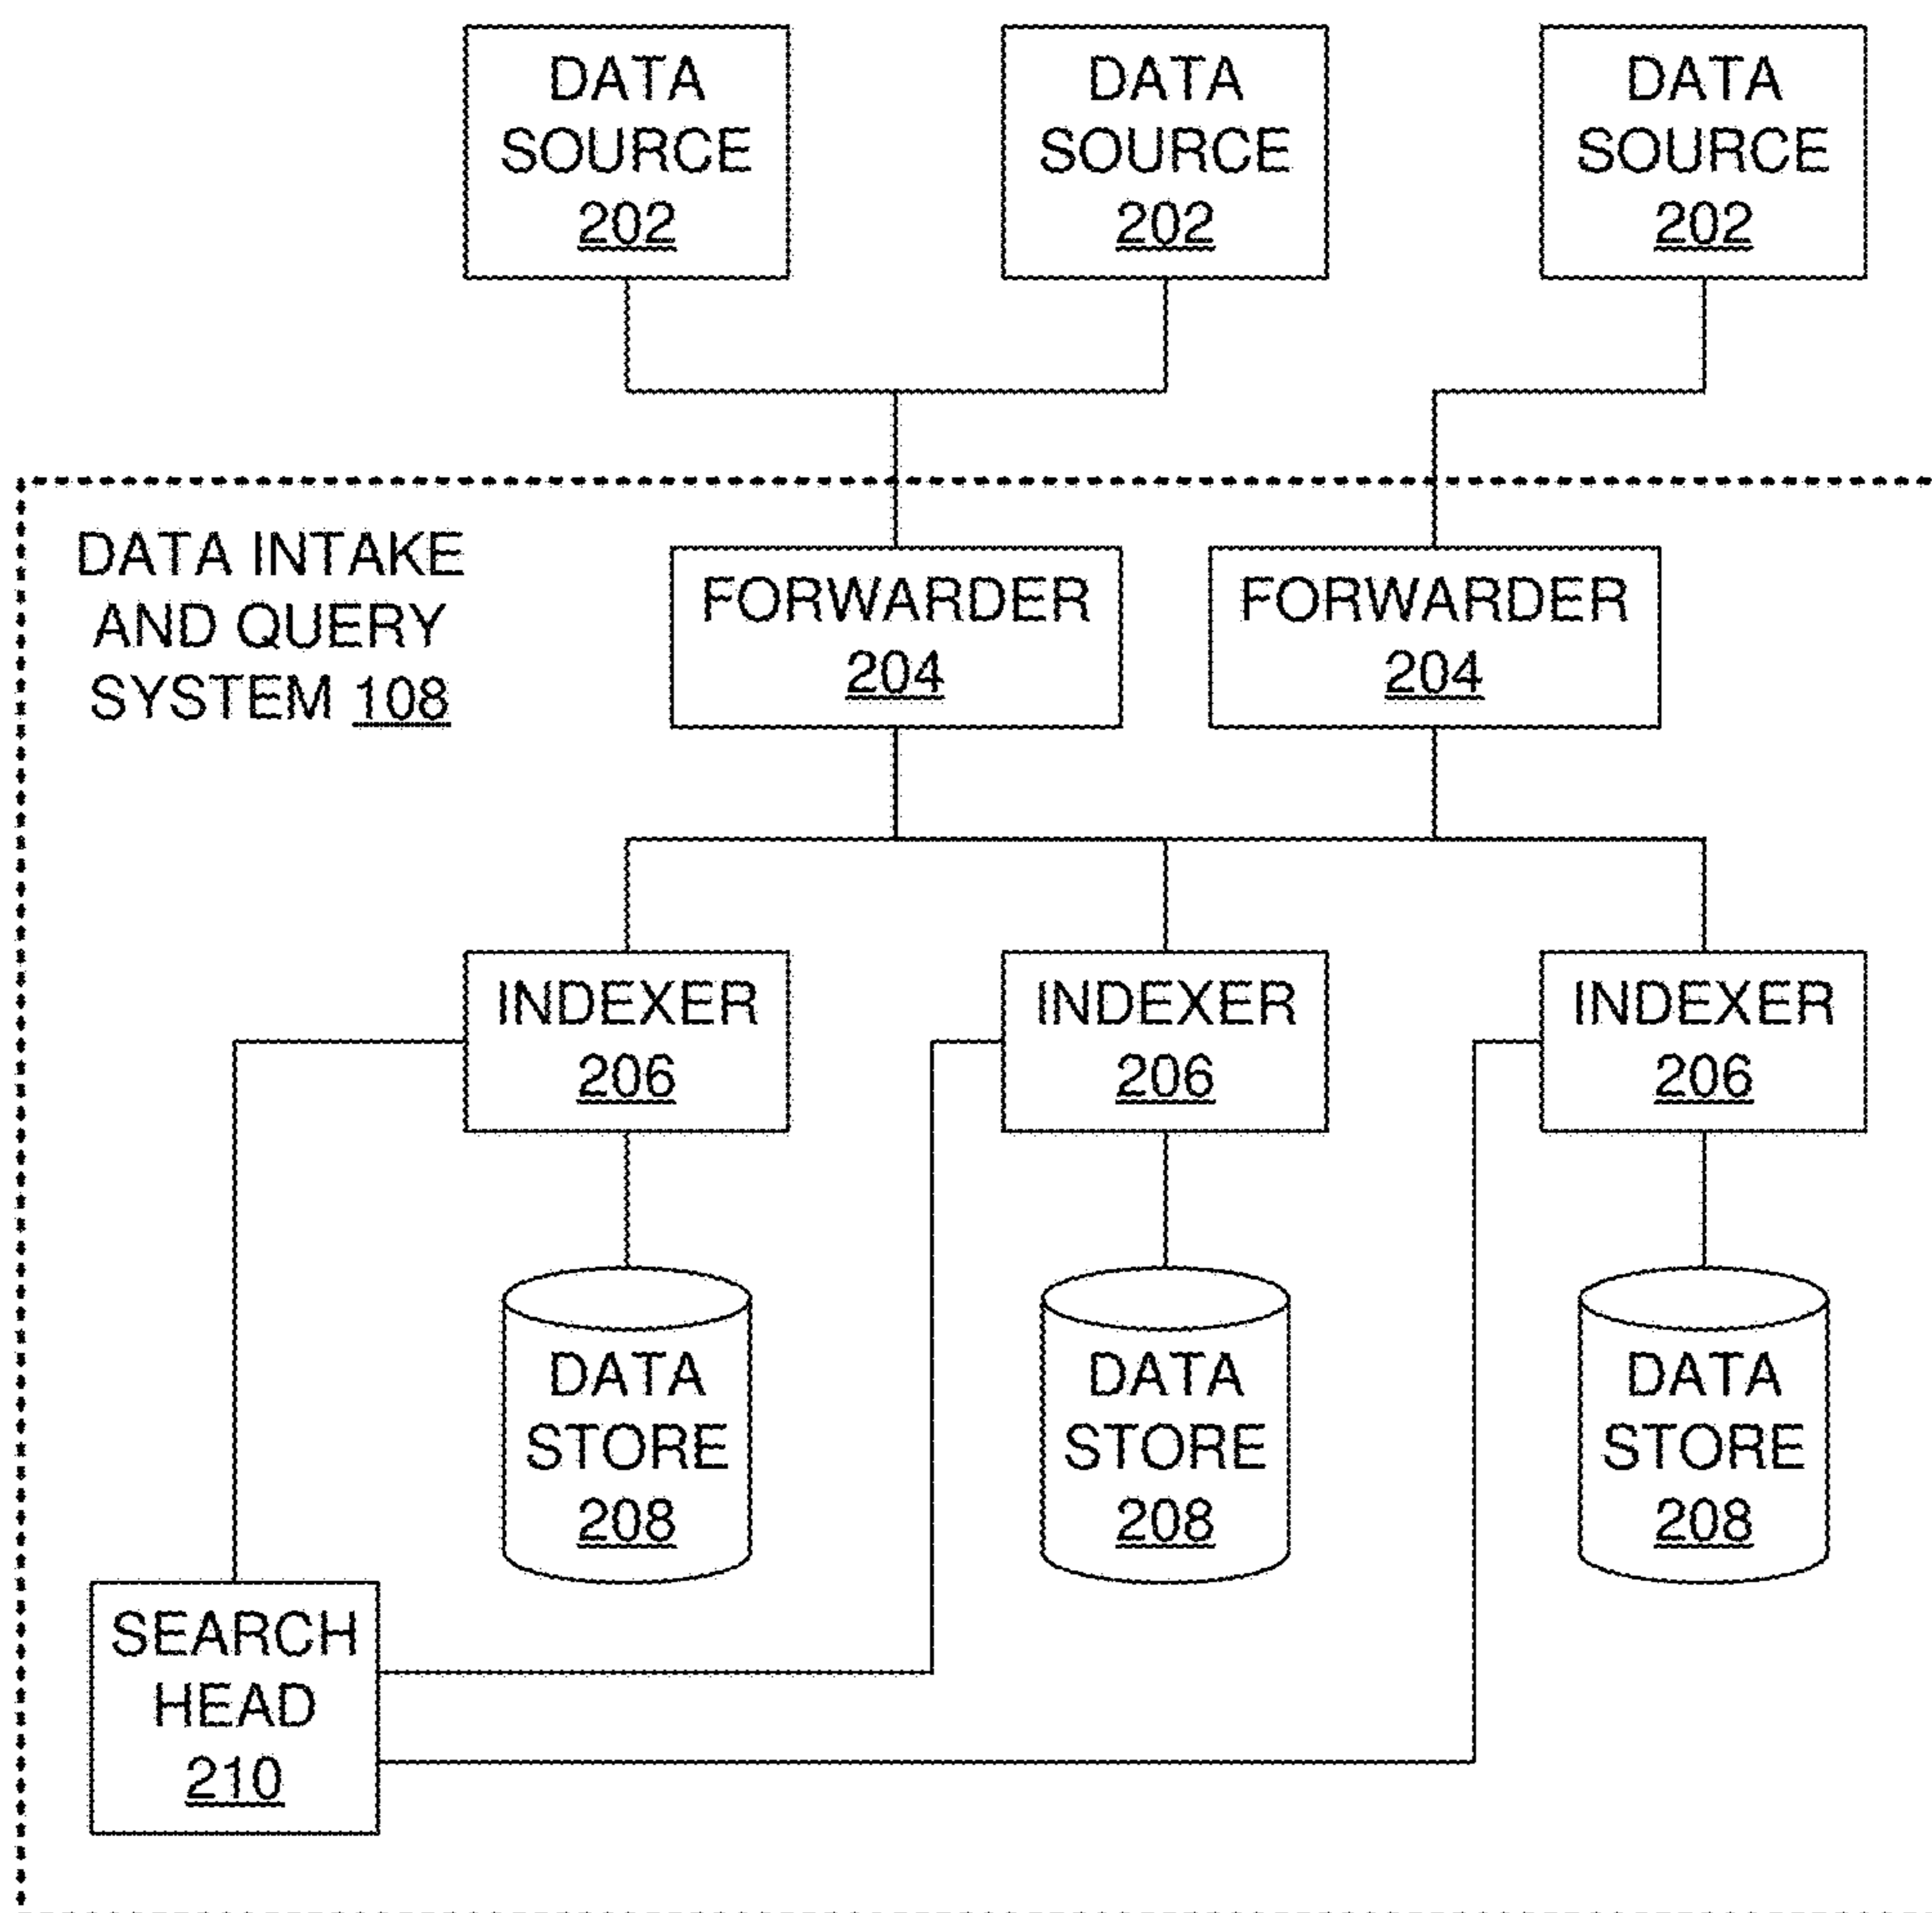 DATA
SOURCE
202
DATA
SOURCE
202
DATA
SOURCE
202
DATA INTAKE
AND QUERY
SYSTEM 108
FORWARDER
204
FORWARDER
204
INDEXER
206
INDEXER
206
INDEXER
206
DATA
STORE
208
DATA
STORE
208
DATA
STORE
208
SEARCH
HEAD
210